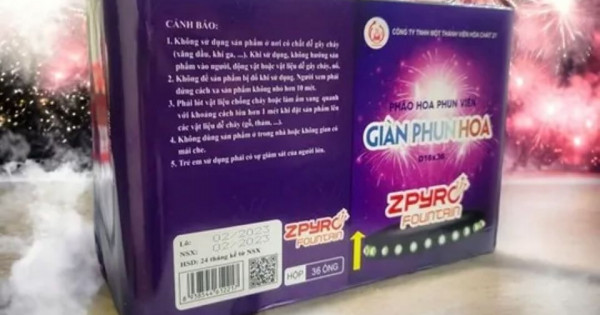 CẢNH BÁO:
1. Không sử dụng sản phẩm ở nơi có chất dễ gây cháy
(xăng dầu, khí ga, ...). Khi sử dụng, không hướng sản
phẩm vào người, động vật hoặc vật liệu dễ gây cháy, nổ.
2. Không để sản phẩm bị đổ khi sử dụng. Người xem phải
đứng cách xa sản phẩm không nhỏ hơn 10 mét.
3. Phải lót vật liệu chống cháy hoặc làm ẩm xung quanh
với khoảng cách lớn hơn 1 mét khi đặt sản phẩm lên
các vật liệu dễ cháy (gỗ, thảm, ...).
4. Không dùng sản phẩm ở trong nhà hoặc không gian có
mái che.
5. Trẻ em sử dụng phải có sự giám sát của người lớn.
Lô: 02/2023
NSX: 02/2023
HSD: 24 tháng kể từ NSX
ZPYRO
FOUNTAIN
HỘP 36 ỐNG
CÔNG TY TNHH MỘT THÀNH VIÊN HÓA CHẤT 21
PHÁO HOA PHUN VIÊN
GIÀN PHUN HOA
ZPYRO
FOUNTAIN